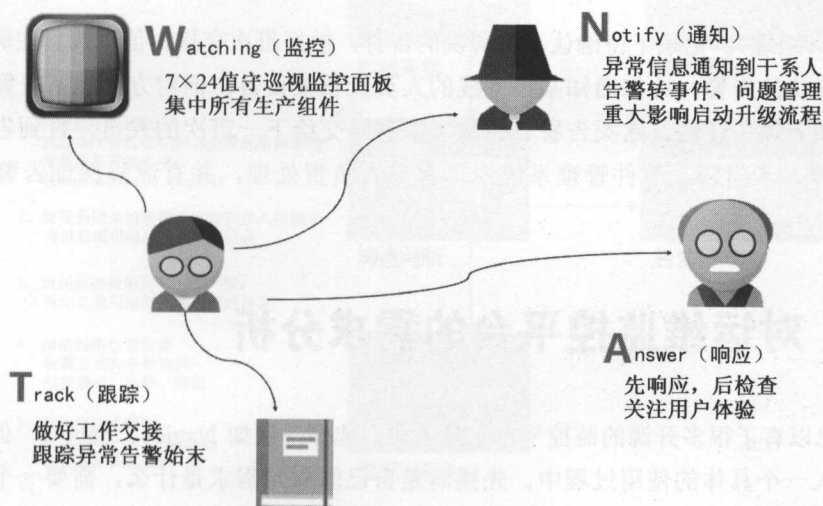 Watching（监控）
7×24值守巡视监控面板
集中所有生产组件
Notify（通知）
异常信息通知到干系人
告警转事件、问题管理
重大影响启动升级流程
Answer（响应）
先响应，后检查
关注用户体验
Track（跟踪）
做好工作交接
跟踪异常告警始末